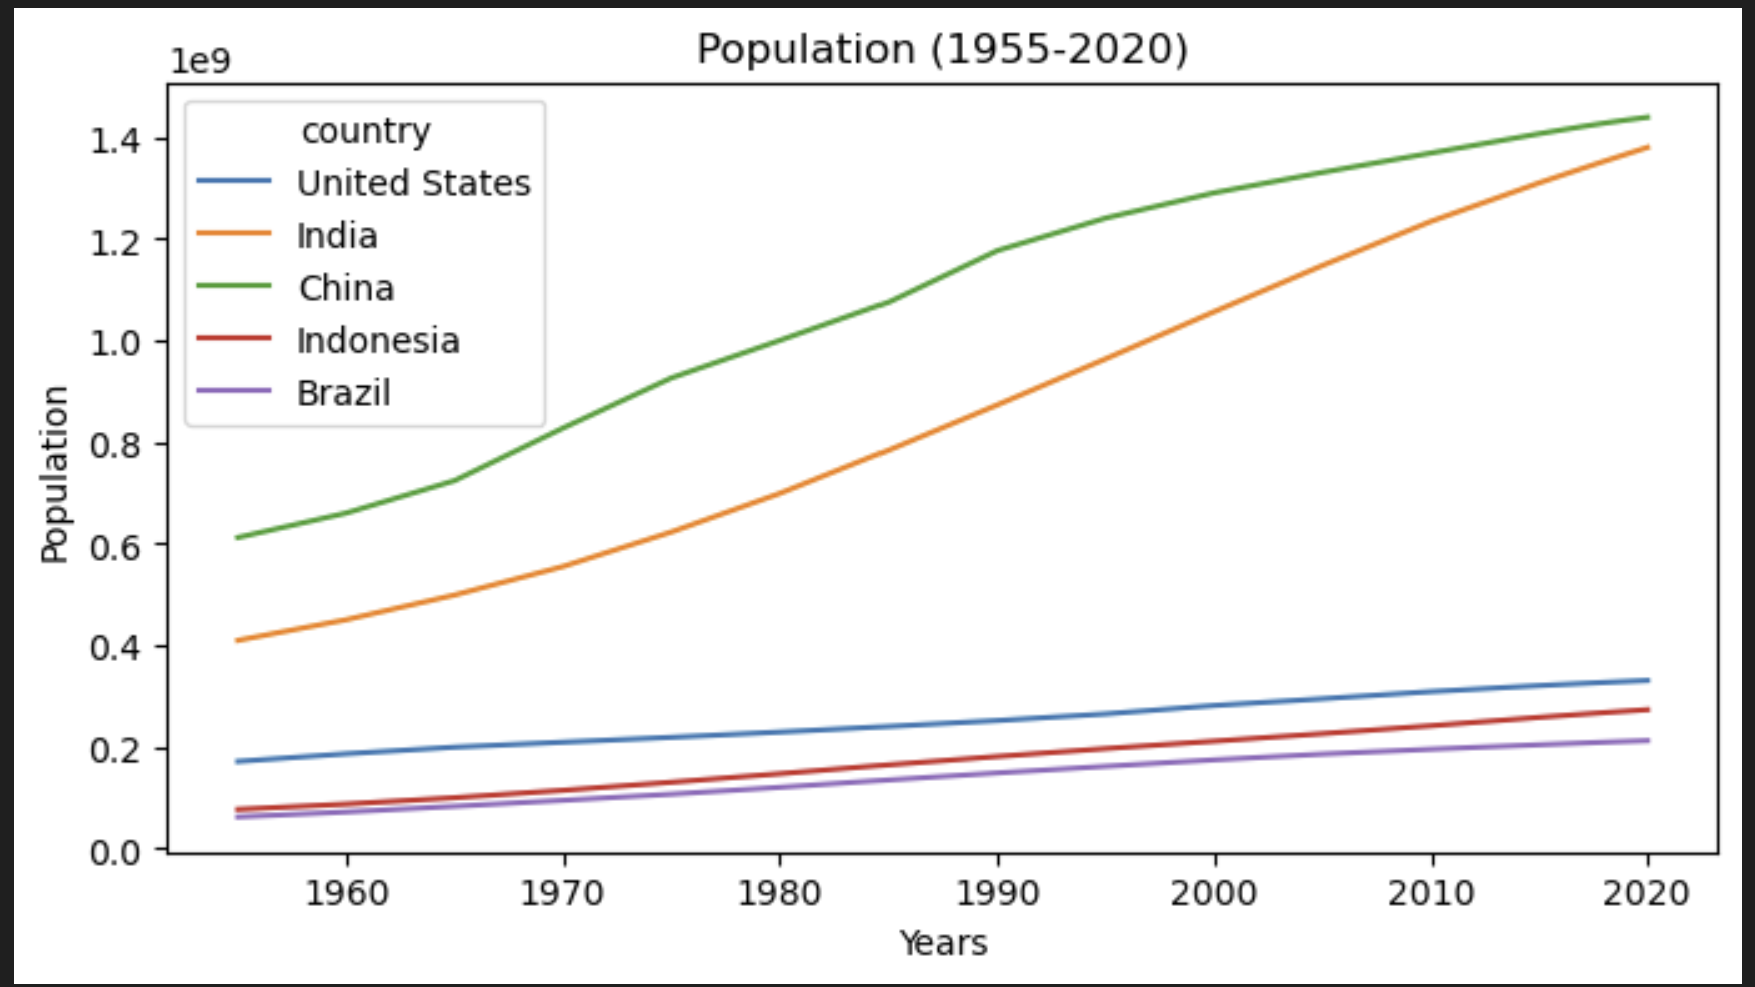 Population (1955-2020)
1e9
country
United States
India
China
Indonesia
Brazil
1.4
1.2
1.0
0.8
0.6
0.4
0.2
0.0
Population
1960 1970 1980 1990 2000 2010 2020
Years